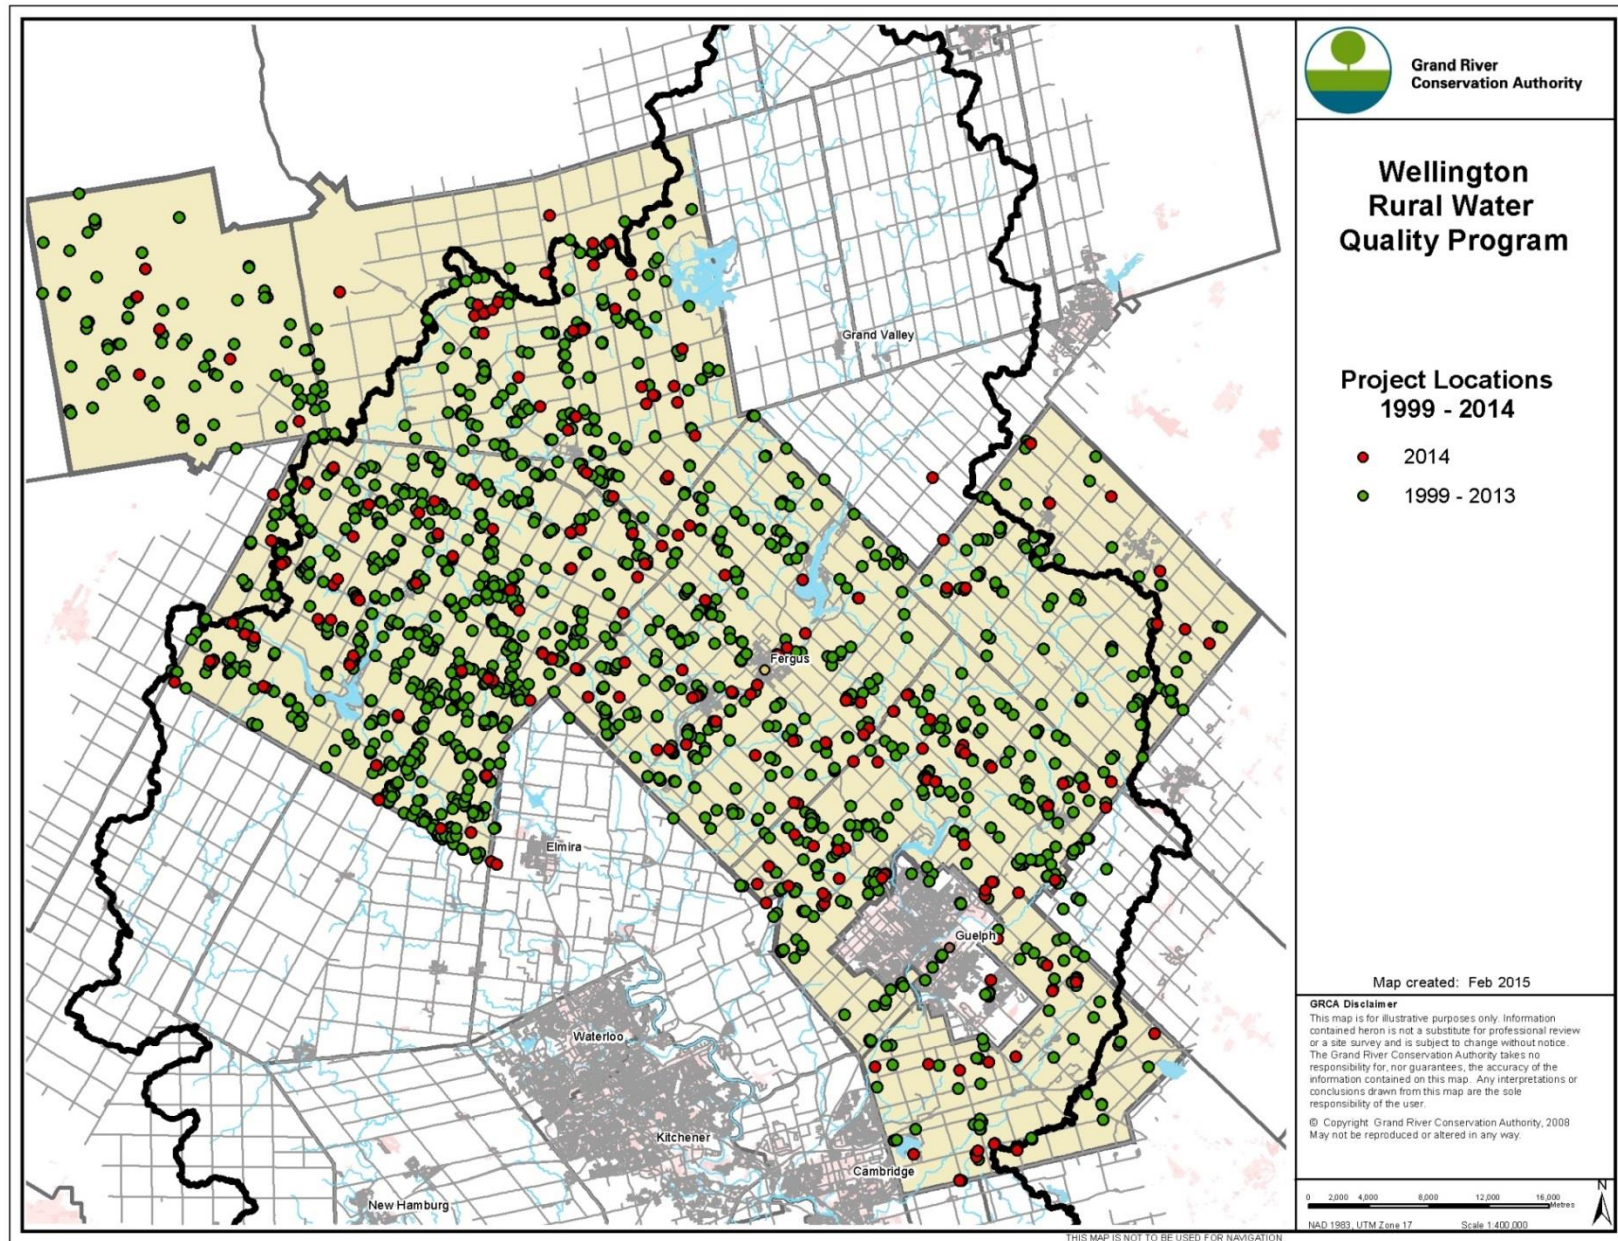 Grand River
Conservation Authority
Wellington
Rural Water
Quality Program
Project Locations
1999 - 2014
2014
1999 - 2013
Grand Valley
Fergus
Elmira
Guelph
Waterloo
Kitchener
Cambridge
New Hamburg
Map created: Feb 2015
GRCA Disclaimer
This map is for illustrative purposes only. Information
contained heron is not a substitute for professional review
or a site survey and is subject to change without notice.
The Grand River Conservation Authority takes no
responsibility for, nor guarantees, the accuracy of the
information contained on this map. Any interpretations or
conclusions drawn from this map are the sole
responsibility of the user.
© Copyright Grand River Conservation Authority, 2008
May not be reproduced or altered in any way.
N
0 2,000 4,000 8,000 12,000 16,000
Metres
NAD 1983, UTM Zone 17 Scale 1:400,000
THIS MAP IS NOT TO BE USED FOR NAVIGATION